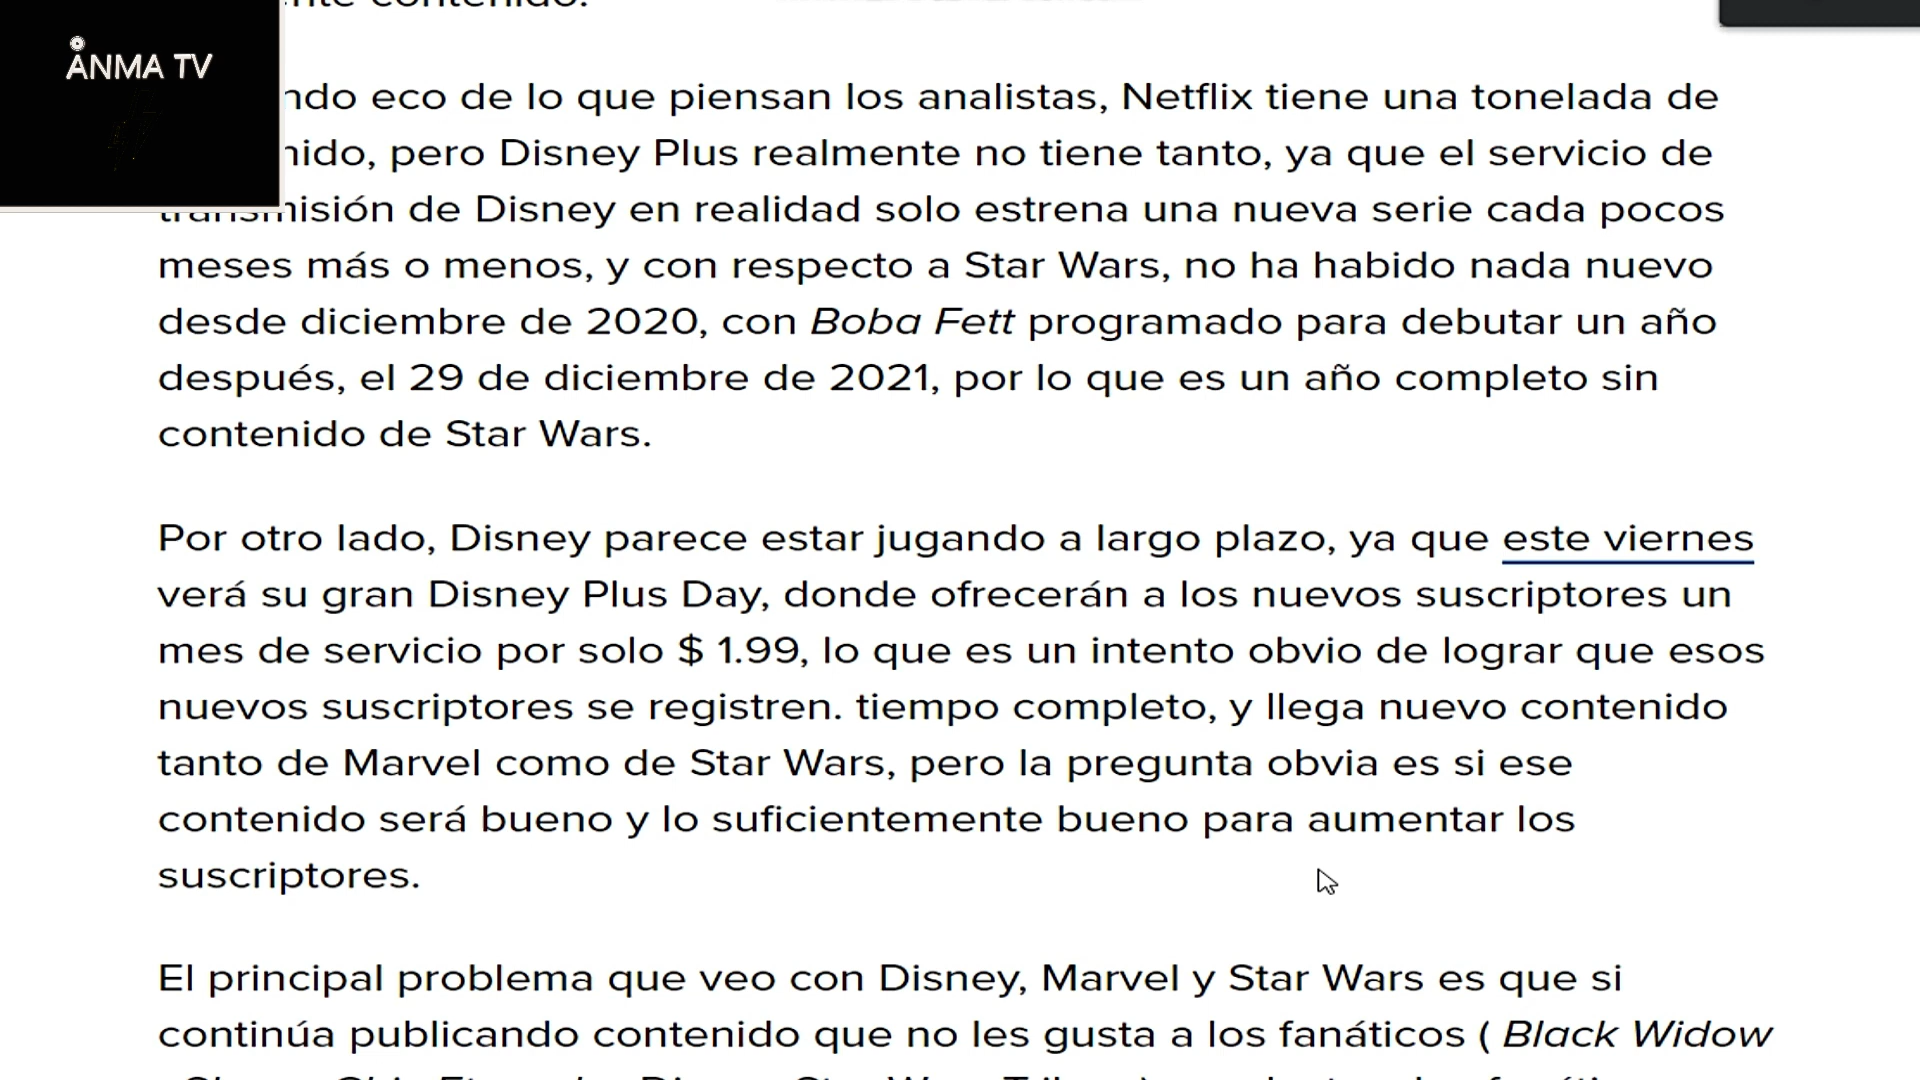 contenido.
ANMA TV
eco de lo que piensan los analistas, Netflix tiene una tonelada de
pero Disney Plus realmente no tiene tanto, ya que el servicio de
transmisión de Disney en realidad solo estrena una nueva serie cada pocos
meses más o menos, y con respecto a Star Wars, no ha habido nada nuevo
desde diciembre de 2020, con Boba Fett programado para debutar un año
después, el 29 de diciembre de 2021, por lo que es un año completo sin
contenido de Star Wars.
Por otro lado, Disney parece estar jugando a largo plazo, ya que este viernes
verá su gran Disney Plus Day, donde ofrecerán a los nuevos suscriptores un
mes de servicio por solo $ 1.99, lo que es un intento obvio de lograr que esos
nuevos suscriptores se registren. tiempo completo, y llega nuevo contenido
tanto de Marvel como de Star Wars, pero la pregunta obvia es si ese
contenido será bueno y lo suficientemente bueno para aumentar los
suscriptores.
El principal problema que veo con Disney, Marvel y Star Wars es que si
continúa publicando contenido que no les gusta a los fanáticos ( Black Widow